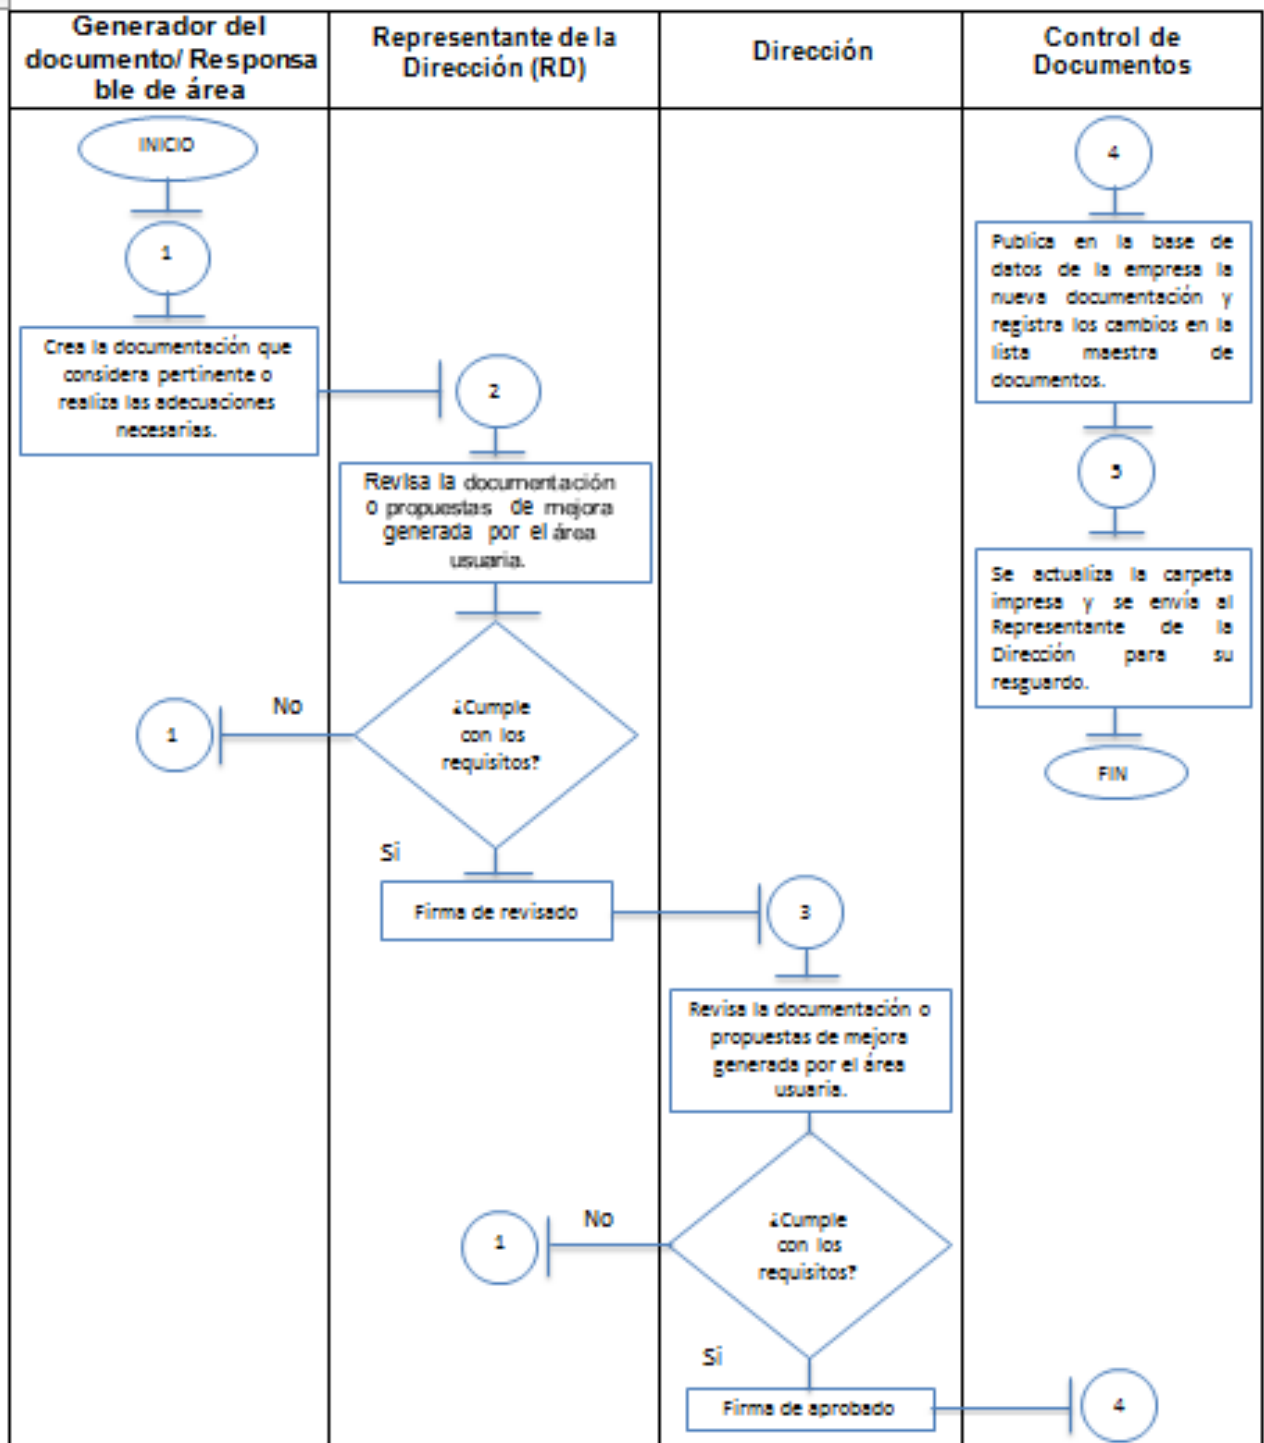 Generador del
documento/ Responsa
ble de área
Representante de la
Dirección (RD)
Dirección
Control de
Documentos
INICIO
1
Crea la documentación que
considera pertinente o
realiza las adecuaciones
necesarias.
2
Revisa la documentación
o propuestas de mejora
generada por el área
usuaria.
¿Cumple
con los
requisitos?
No
1
Si
Firma de revisado
3
Revisa la documentación o
propuestas de mejora
generada por el área
usuaria.
¿Cumple
con los
requisitos?
No
1
Si
Firma de aprobado
4
4
Publica en la base de
datos de la empresa la
nueva documentación y
registra los cambios en la
lista maestra de
documentos.
5
Se actualiza la carpeta
impresa y se envía al
Representante de la
Dirección para su
resguardo.
FIN